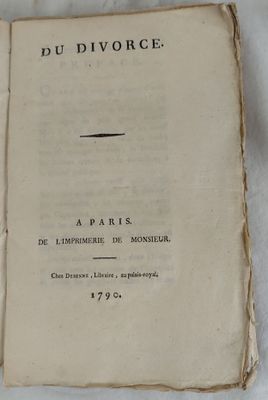 DU DIVORCE.
A PARIS.
DE L'IMPRIMERIE DE MONSIEUR.
Chez DESENNE, Libraire, au palais-royal,
1790.